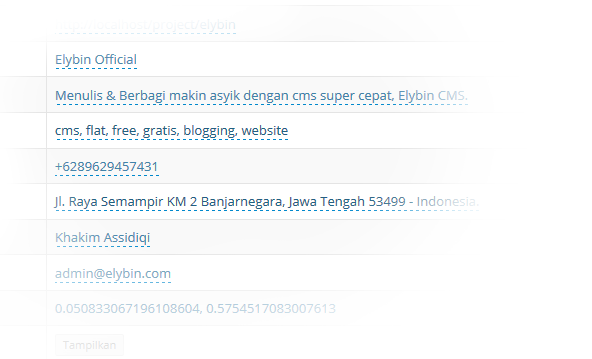 project/elybin
Elybin Official
Menulis & Berbagi makin asyik dengan cms super cepat, Elybin CMS.
cms, flat, free, gratis, blogging, website
+6289629457431
Jl. Raya Semampir KM 2 Banjarnegara, Jawa Tengah 53499 - Indonesia.
Khakim Assidiqi
admin@elybin.com
0.050833067196108604, 0.5754517083007613
Tampilkan